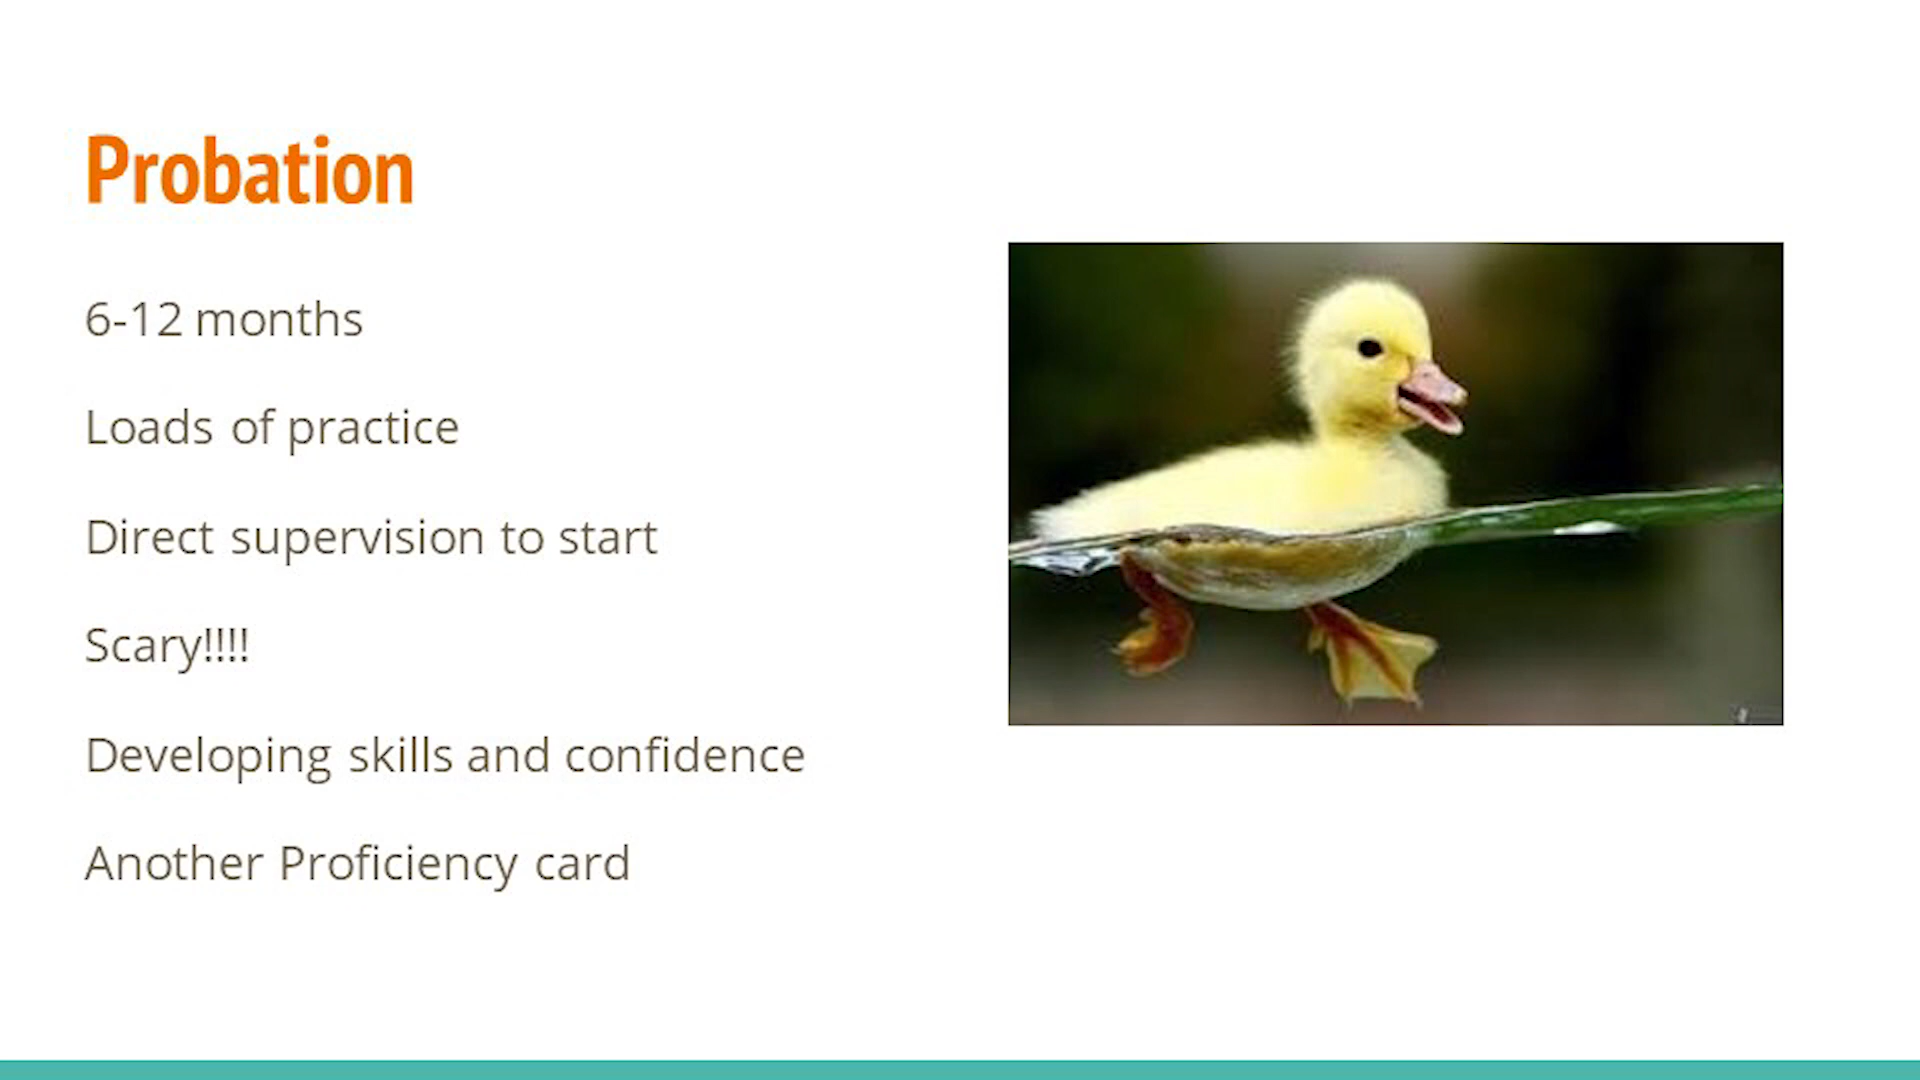 Probation
6-12 months
Loads of practice
Direct supervision to start
Scary!!!!
Developing skills and confidence
Another Proficiency card